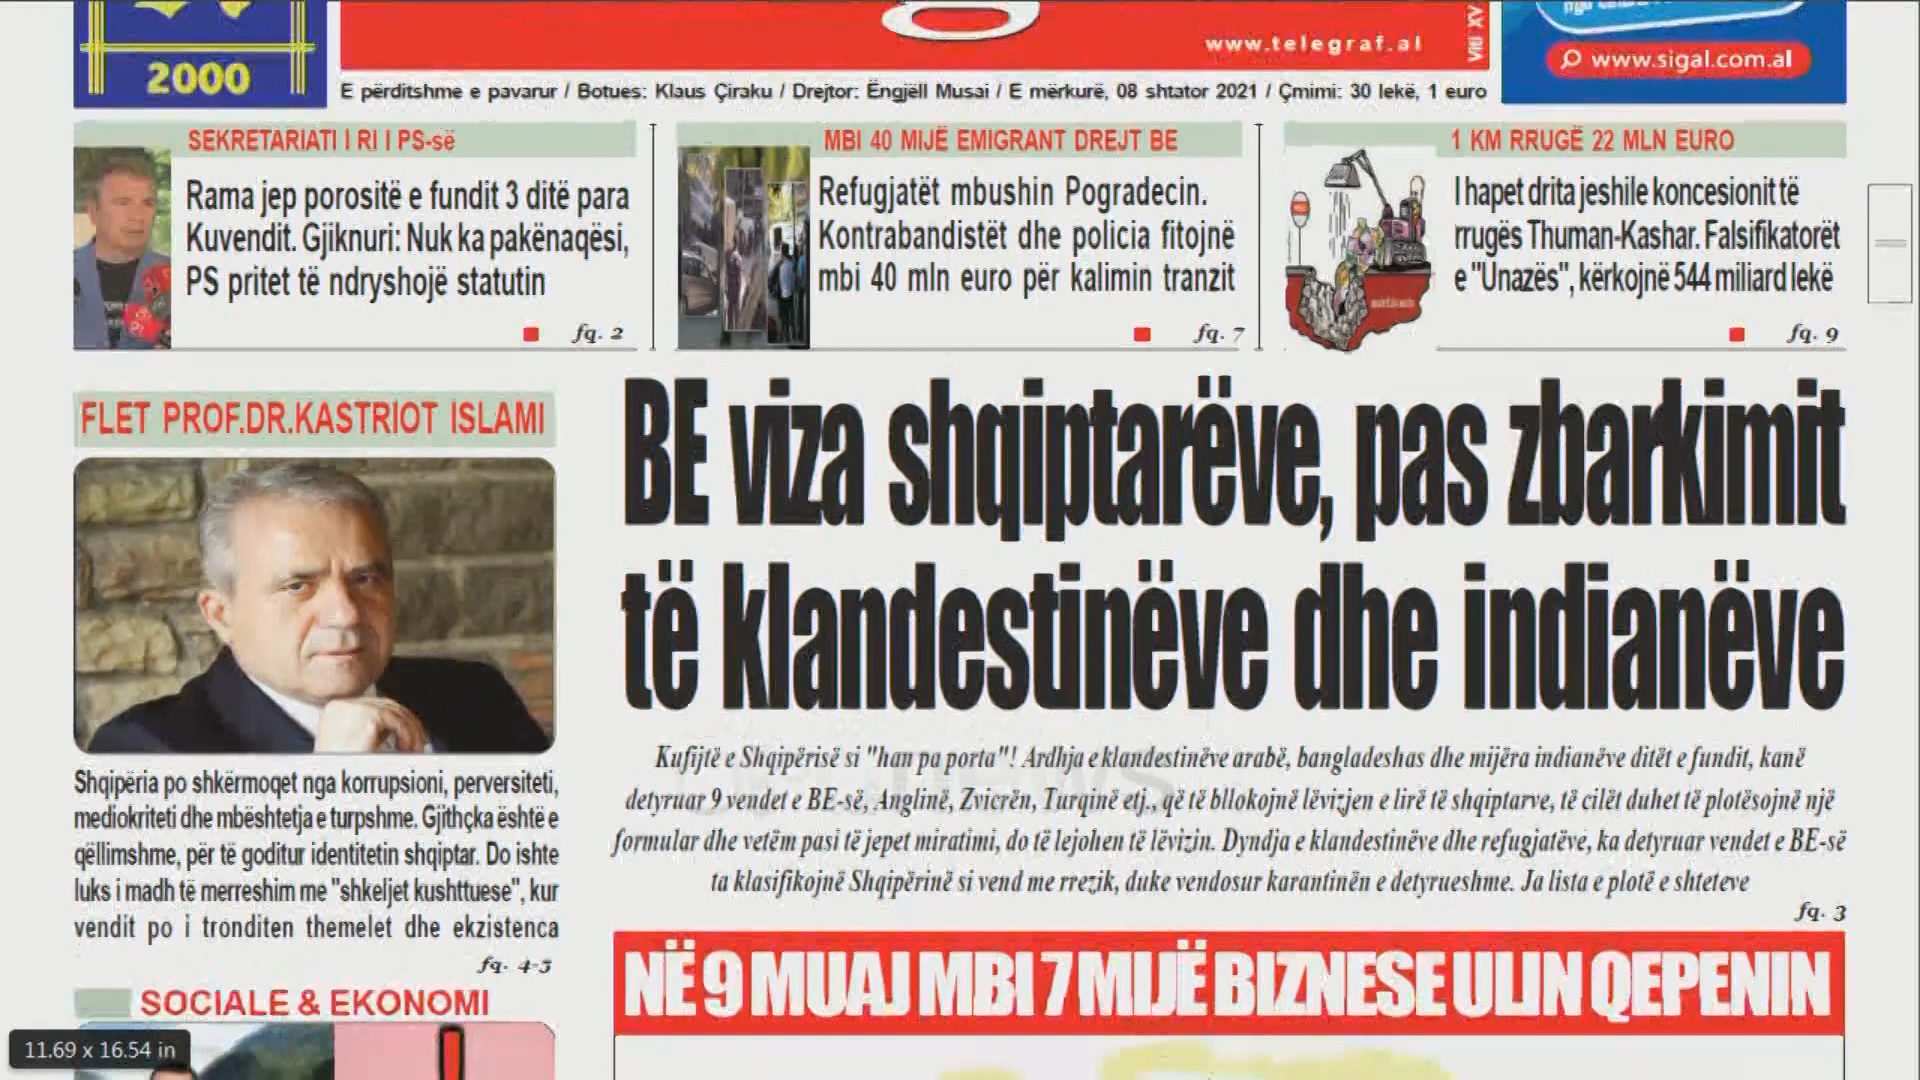 2000
www.telegraf.al
Viti XV
www.sigal.com.al
E përditshme e pavarur / Botues: Klaus Çiraku / Drejtor: Ëngjëll Musai / E mërkurë, 08 shtator 2021 / Çmimi: 30 lekë, 1 euro
SEKRETARIATI I RI I PS-së
Rama jep porositë e fundit 3 ditë para
Kuvendit. Gjiknuri: Nuk ka pakënaqësi,
PS pritet të ndryshojë statutin
fq. 2
MBI 40 MIJË EMIGRANT DREJT BE
Refugjatët mbushin Pogradecin.
Kontrabandistët dhe policia fitojnë
mbi 40 mln euro për kalimin tranzit
fq. 7
1 KM RRUGË 22 MLN EURO
I hapet drita jeshile koncesionit të
rrugës Thuman-Kashar. Falsifikatorët
e "Unazës", kërkojnë 544 miliard lekë
fq. 9
FLET PROF.DR.KASTRIOT ISLAMI
Shqipëria po shkërmoqet nga korrupsioni, perversiteti,
mediokriteti dhe mbështetja e turpshme. Gjithçka është e
qëllimshme, për të goditur identitetin shqiptar. Do ishte
luks i madh të merreshim me "shkeljet kushttuese", kur
vendit po i tronditen themelet dhe ekzistenca
fq. 4-5
SOCIALE & EKONOMI
BE viza shqiptarëve, pas zbarkimit
të klandestinëve dhe indianëve
Kufijtë e Shqipërisë si "han pa porta"! Ardhja e klandestinëve arabë, bangladeshas dhe mijëra indianëve ditët e fundit, kanë
detyruar 9 vendet e BE-së, Anglinë, Zvicrën, Turqinë etj., që të bllokojnë lëvizjen e lirë të shqiptarve, të cilët duhet të plotësojnë një
formular dhe vetëm pasi të jepet miratimi, do të lejohen të lëvizin. Dyndja e klandestinëve dhe refugjatëve, ka detyruar vendet e BE-së
ta klasifikojnë Shqipërinë si vend me rrezik, duke vendosur karantinën e detyrueshme. Ja lista e plotë e shteteve
fq. 3
NË 9 MUAJ MBI 7 MIJË BIZNESE ULIN QEPENIN
11.69 x 16.54 in